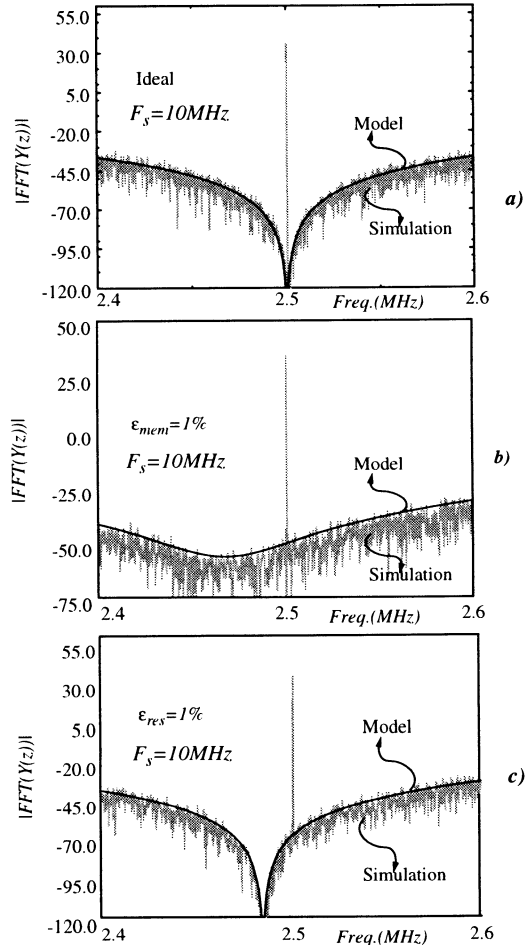 55.0
30.0
5.0
-20.0
-45.0
-70.0
-95.0
-120.0
|FFT(Y(z))|
Ideal
F_s=10MHz
Model
Simulation
a)
2.4
2.5
Freq.(MHz)
2.6
50.0
25.0
0.0
-25.0
-50.0
-75.0
|FFT(Y(z))|
ε_mem=1%
F_s=10MHz
Model
Simulation
b)
2.4
2.5
Freq.(MHz)
2.6
55.0
30.0
5.0
-20.0
-45.0
-70.0
-95.0
-120.0
|FFT(Y(z))|
ε_res=1%
F_s=10MHz
Model
Simulation
c)
2.4
2.5
Freq.(MHz)
2.6